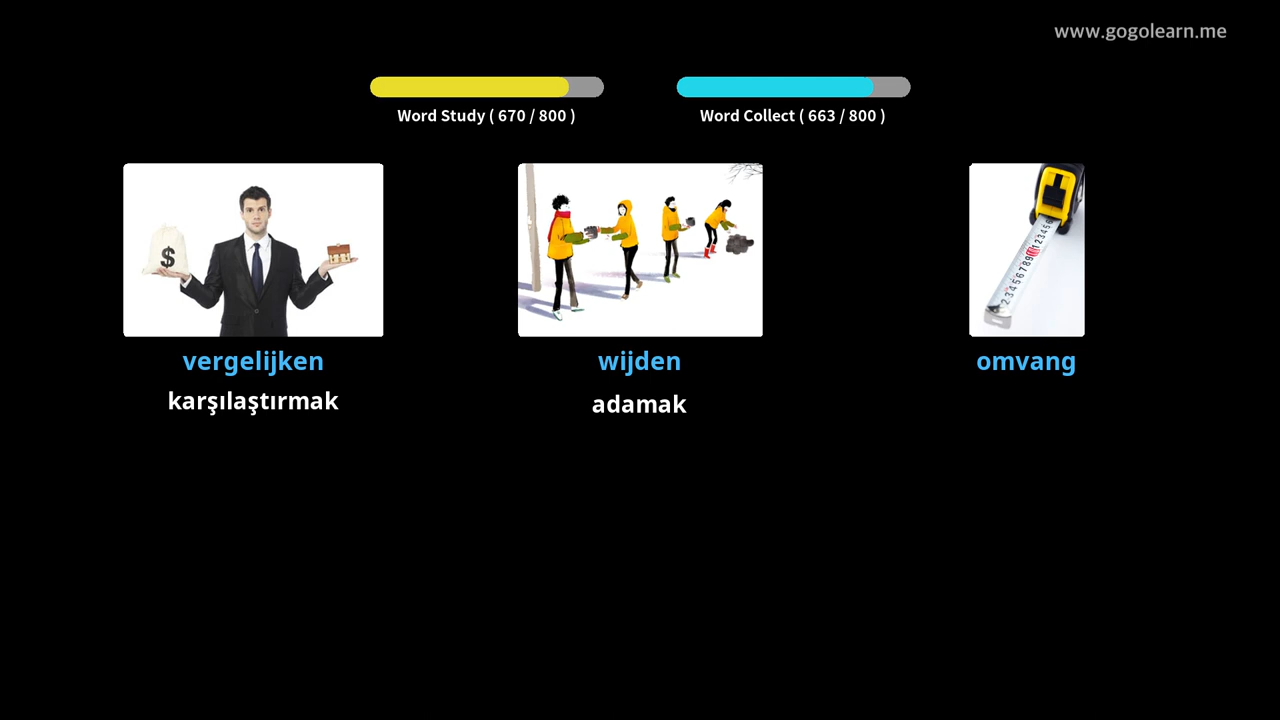 www.gogolearn.me
Word Study ( 670 / 800 )
Word Collect ( 663 / 800 )
$
vergelijken
wijden
omvang
karşılaştırmak
adamak